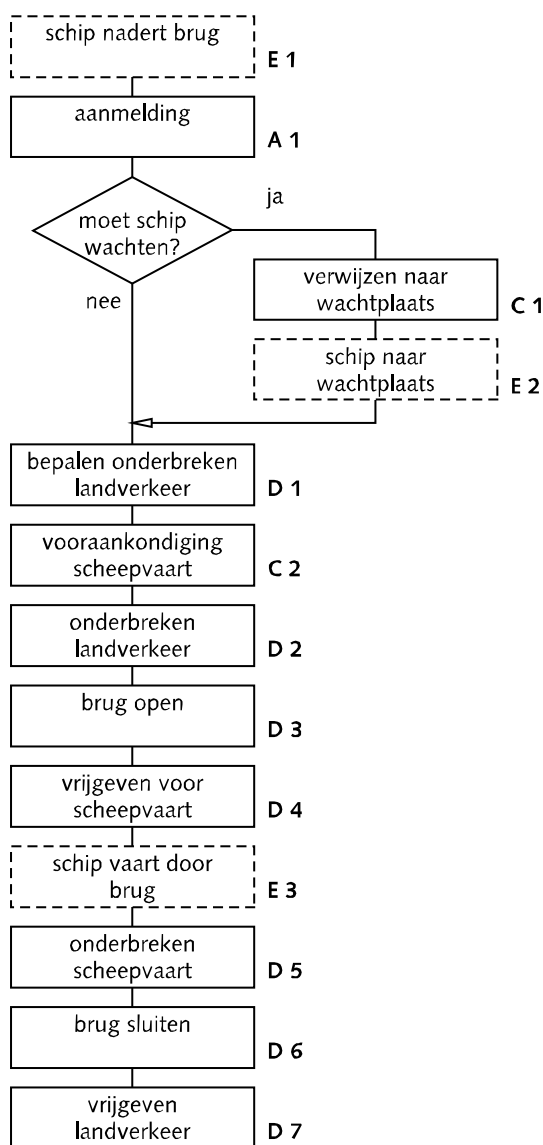 schip nadert brug
E 1
aanmelding
A 1
ja
moet schip
wachten?
nee
verwijzen naar
wachtplaats
C 1
schip naar
wachtplaats
E 2
bepalen onderbreken
landverkeer
D 1
vooraankondiging
scheepvaart
C 2
onderbreken
landverkeer
D 2
brug open
D 3
vrijgeven voor
scheepvaart
D 4
schip vaart door
brug
E 3
onderbreken
scheepvaart
D 5
brug sluiten
D 6
vrijgeven
landverkeer
D 7